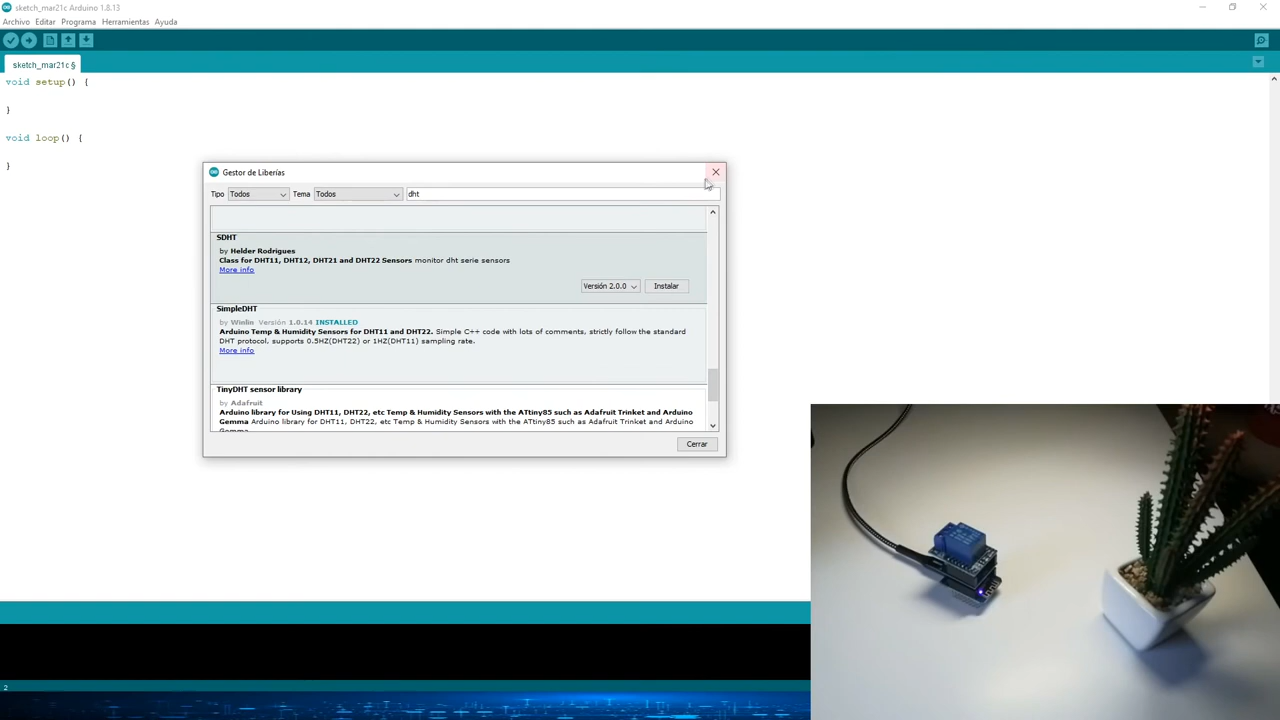 sketch_mar21c Arduino 1.8.13
Archivo Editar Programa Herramientas Ayuda
sketch_mar21c §
void setup() {
}
void loop() {
}
Gestor de Liberías
Tipo Todos Tema Todos dht
SDHT
by Helder Rodrigues
Class for DHT11, DHT12, DHT21 and DHT22 Sensors monitor dht serie sensors
More info
Versión 2.0.0 Instalar
SimpleDHT
by Winlin Versión 1.0.14 INSTALLED
Arduino Temp & Humidity Sensors for DHT11 and DHT22. Simple C++ code with lots of comments, strictly follow the standard
DHT protocol, supports 0.5HZ(DHT22) or 1HZ(DHT11) sampling rate.
More info
TinyDHT sensor library
by Adafruit
Arduino library for Using DHT11, DHT22, etc Temp & Humidity Sensors with the ATtiny85 such as Adafruit Trinket and Arduino
Gemma Arduino library for DHT11, DHT22, etc Temp & Humidity Sensors with the ATtiny85 such as Adafruit Trinket and Arduino
Gemma
Cerrar
2